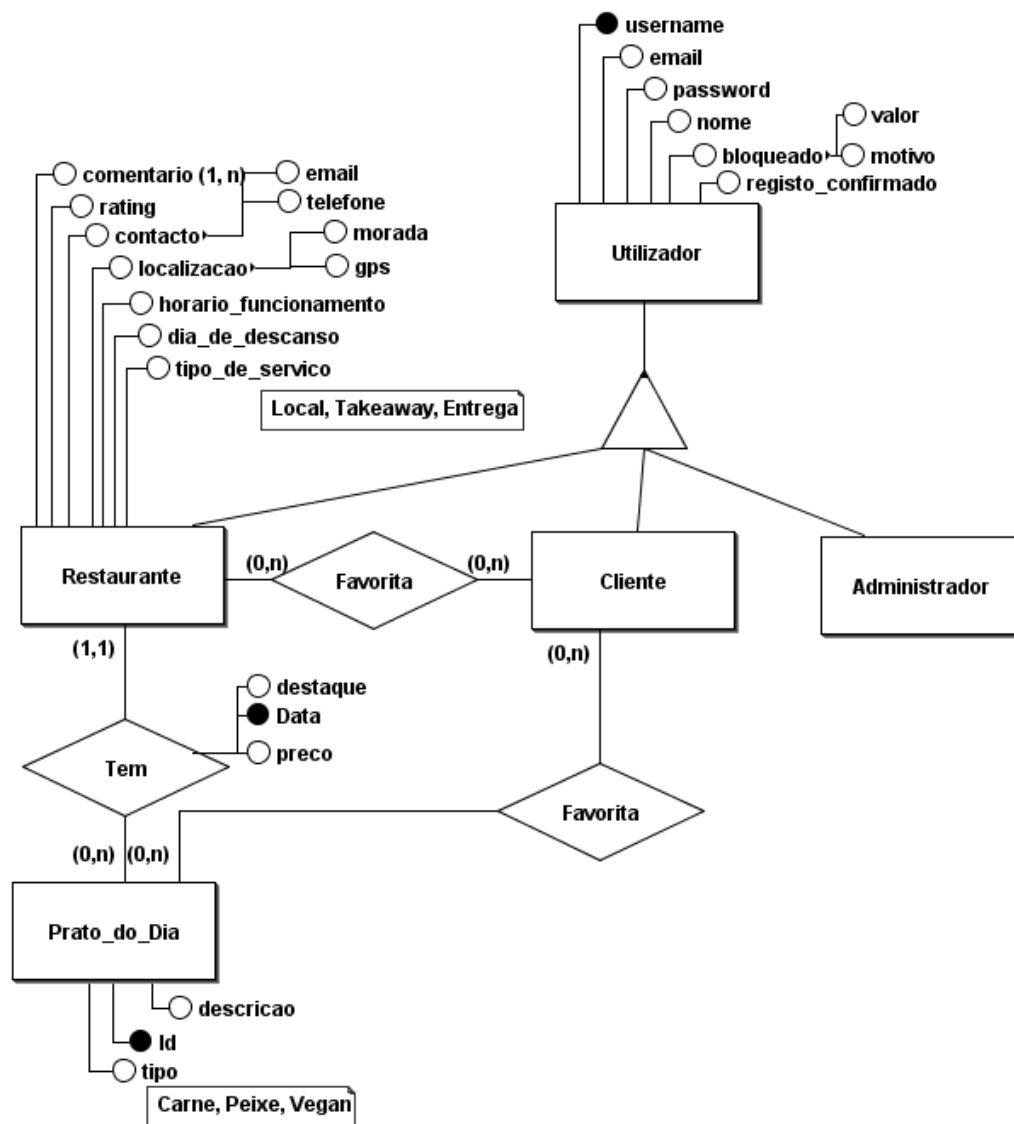 username
email
password
nome
valor
bloqueado
motivo
registo_confirmado
Utilizador
comentario (1, n)
email
rating
telefone
contacto
morada
localizacao
gps
horario_funcionamento
dia_de_descanso
tipo_de_servico
Local, Takeaway, Entrega
Restaurante
(0,n)
Favorita
(0,n)
Cliente
Administrador
(1,1)
(0,n)
destaque
Data
preco
Tem
Favorita
(0,n)
(0,n)
Prato_do_Dia
descricao
Id
tipo
Carne, Peixe, Vegan